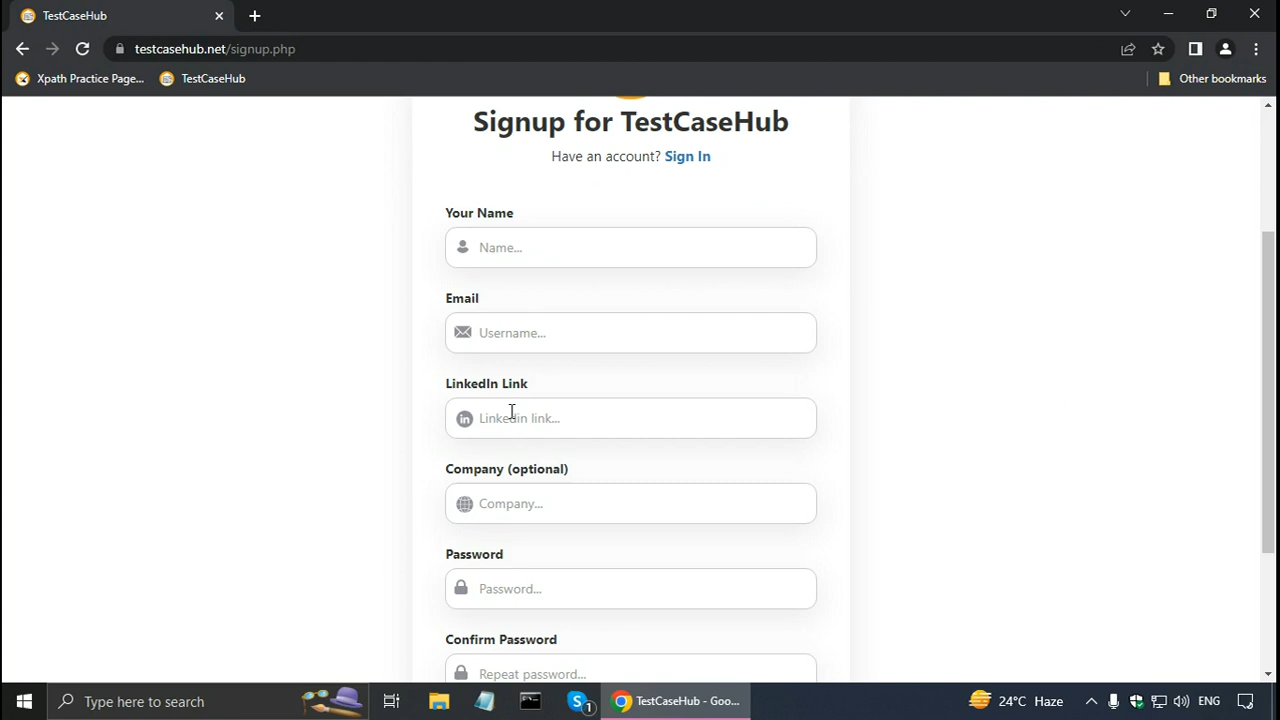 TestCaseHub
testcasehub.net/signup.php
Xpath Practice Page... TestCaseHub Other bookmarks
Signup for TestCaseHub
Have an account? Sign In
Your Name
Name...
Email
Username...
LinkedIn Link
Linkedin link...
Company (optional)
Company...
Password
Password...
Confirm Password
Repeat password...
Type here to search
S 1
TestCaseHub - Goo...
24°C Haze
ENG